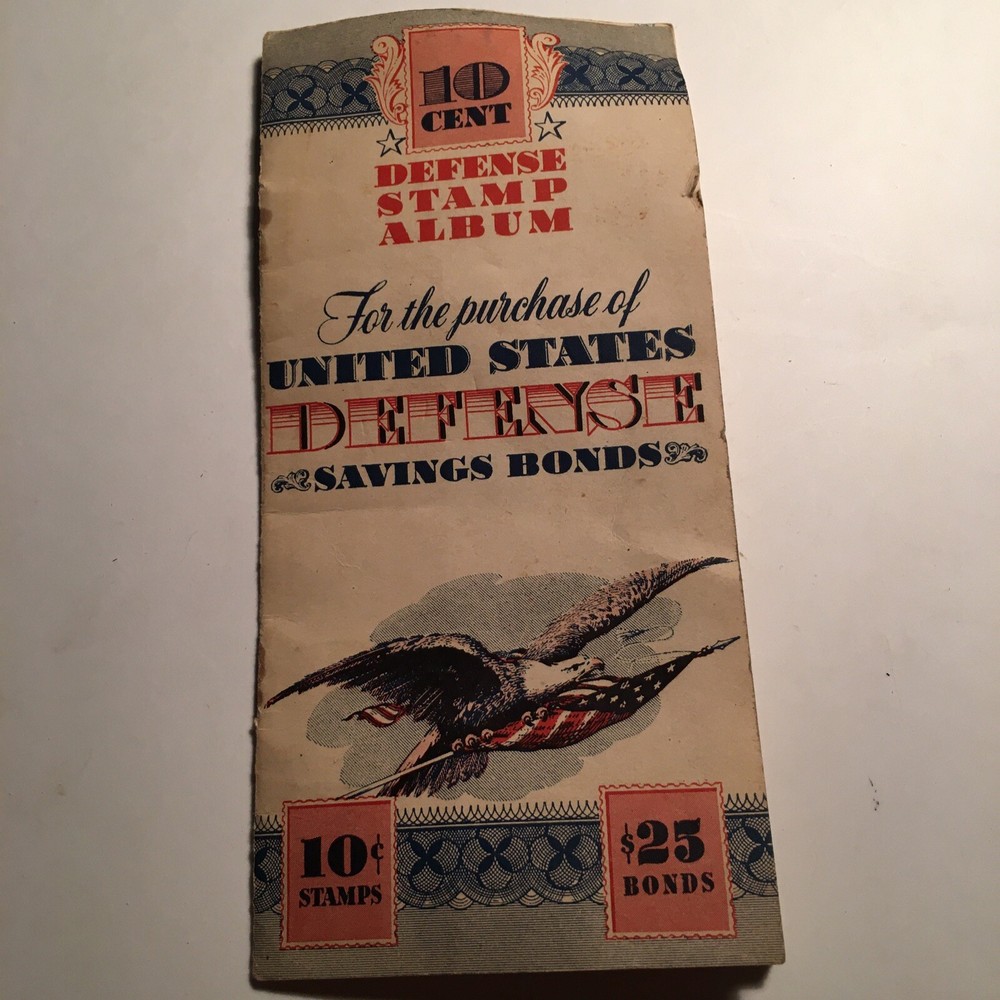 10
CENT
DEFENSE
STAMP
ALBUM
For the purchase of
UNITED STATES
DEFENSE
SAVINGS BONDS
10¢
STAMPS
$25
BONDS